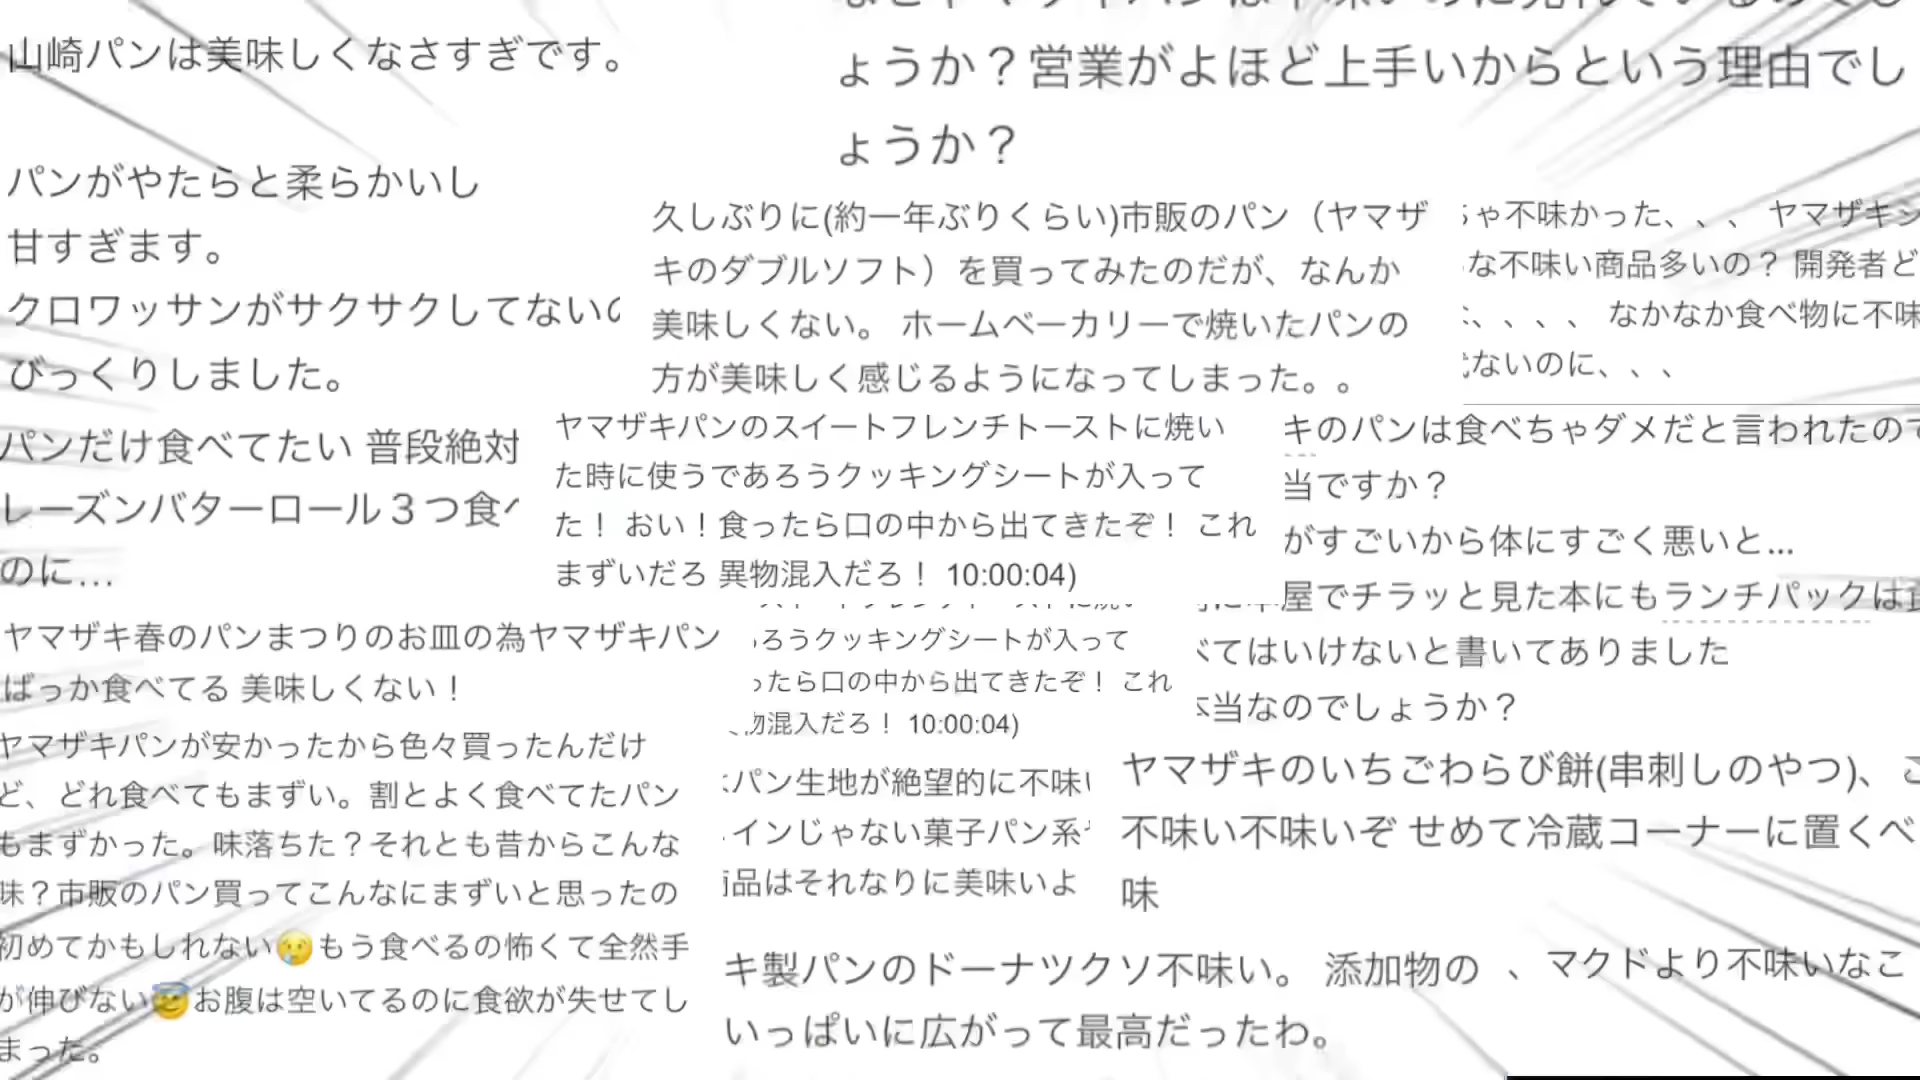 山崎パンは美味しくなさすぎです。
パンがやたらと柔らかいし
甘すぎます。
クロワッサンがサクサクしてないの
びっくりしました。
ょうか？営業がよほど上手いからという理由でし
ょうか？
久しぶりに(約一年ぶりくらい)市販のパン（ヤマザ
キのダブルソフト）を買ってみたのだが、なんか
美味しくない。 ホームベーカリーで焼いたパンの
方が美味しく感じるようになってしまった。。
ゃ不味かった、、、 ヤマザキ
な不味い商品多いの？ 開発者ど
、、、、 なかなか食べ物に不味
ないのに、、、
パンだけ食べてたい 普段絶対
レーズンバターロール３つ食べ
のに…
ヤマザキパンのスイートフレンチトーストに焼い
た時に使うであろうクッキングシートが入って
た！ おい！食ったら口の中から出てきたぞ！ これ
まずいだろ 異物混入だろ！ 10:00:04)
キのパンは食べちゃダメだと言われたので
当ですか？
がすごいから体にすごく悪いと...
屋でチラッと見た本にもランチパックは食
べてはいけないと書いてありました
本当なのでしょうか？
ヤマザキ春のパンまつりのお皿の為ヤマザキパン
ばっか食べてる 美味しくない！
ろうクッキングシートが入って
ったら口の中から出てきたぞ！ これ
物混入だろ！ 10:00:04)
ヤマザキパンが安かったから色々買ったんだけ
ど、どれ食べてもまずい。割とよく食べてたパン
もまずかった。味落ちた？それとも昔からこんな
味？市販のパン買ってこんなにまずいと思ったの
初めてかもしれない🥲もう食べるの怖くて全然手
が伸びない😇お腹は空いてるのに食欲が失せてし
まった。
パン生地が絶望的に不味い
インじゃない菓子パン系
品はそれなりに美味いよ
ヤマザキのいちごわらび餅(串刺しのやつ)、こ
不味い不味いぞ せめて冷蔵コーナーに置くべ
味
キ製パンのドーナツクソ不味い。 添加物の
いっぱいに広がって最高だったわ。
、マクドより不味いなこ